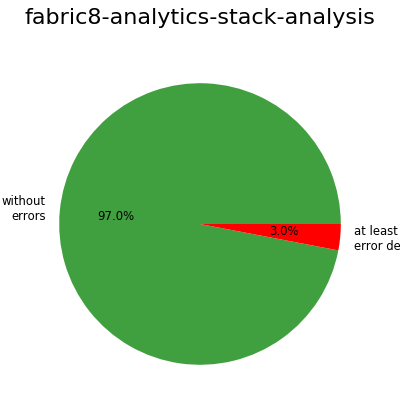 fabric8-analytics-stack-analysis
without
errors
97.0%
3.0%
at least
error de